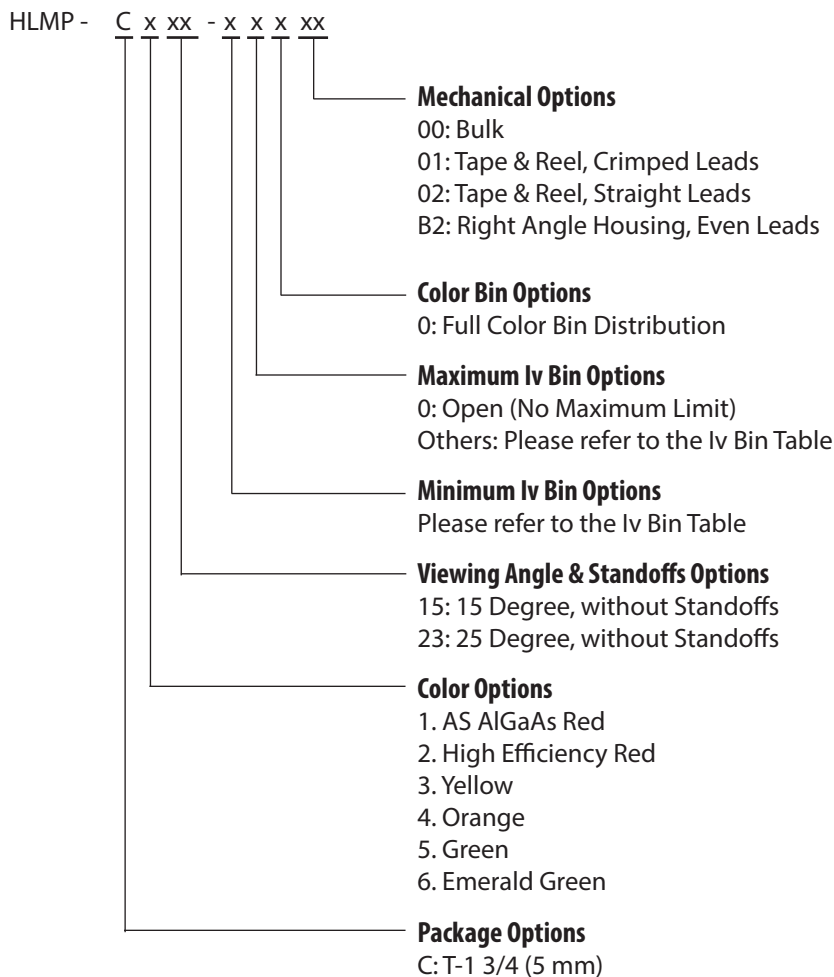 HLMP - C x xx - x x x xx
Mechanical Options
00: Bulk
01: Tape & Reel, Crimped Leads
02: Tape & Reel, Straight Leads
B2: Right Angle Housing, Even Leads
Color Bin Options
0: Full Color Bin Distribution
Maximum Iv Bin Options
0: Open (No Maximum Limit)
Others: Please refer to the Iv Bin Table
Minimum Iv Bin Options
Please refer to the Iv Bin Table
Viewing Angle & Standoffs Options
15: 15 Degree, without Standoffs
23: 25 Degree, without Standoffs
Color Options
1. AS AlGaAs Red
2. High Efficiency Red
3. Yellow
4. Orange
5. Green
6. Emerald Green
Package Options
C: T-1 3/4 (5 mm)